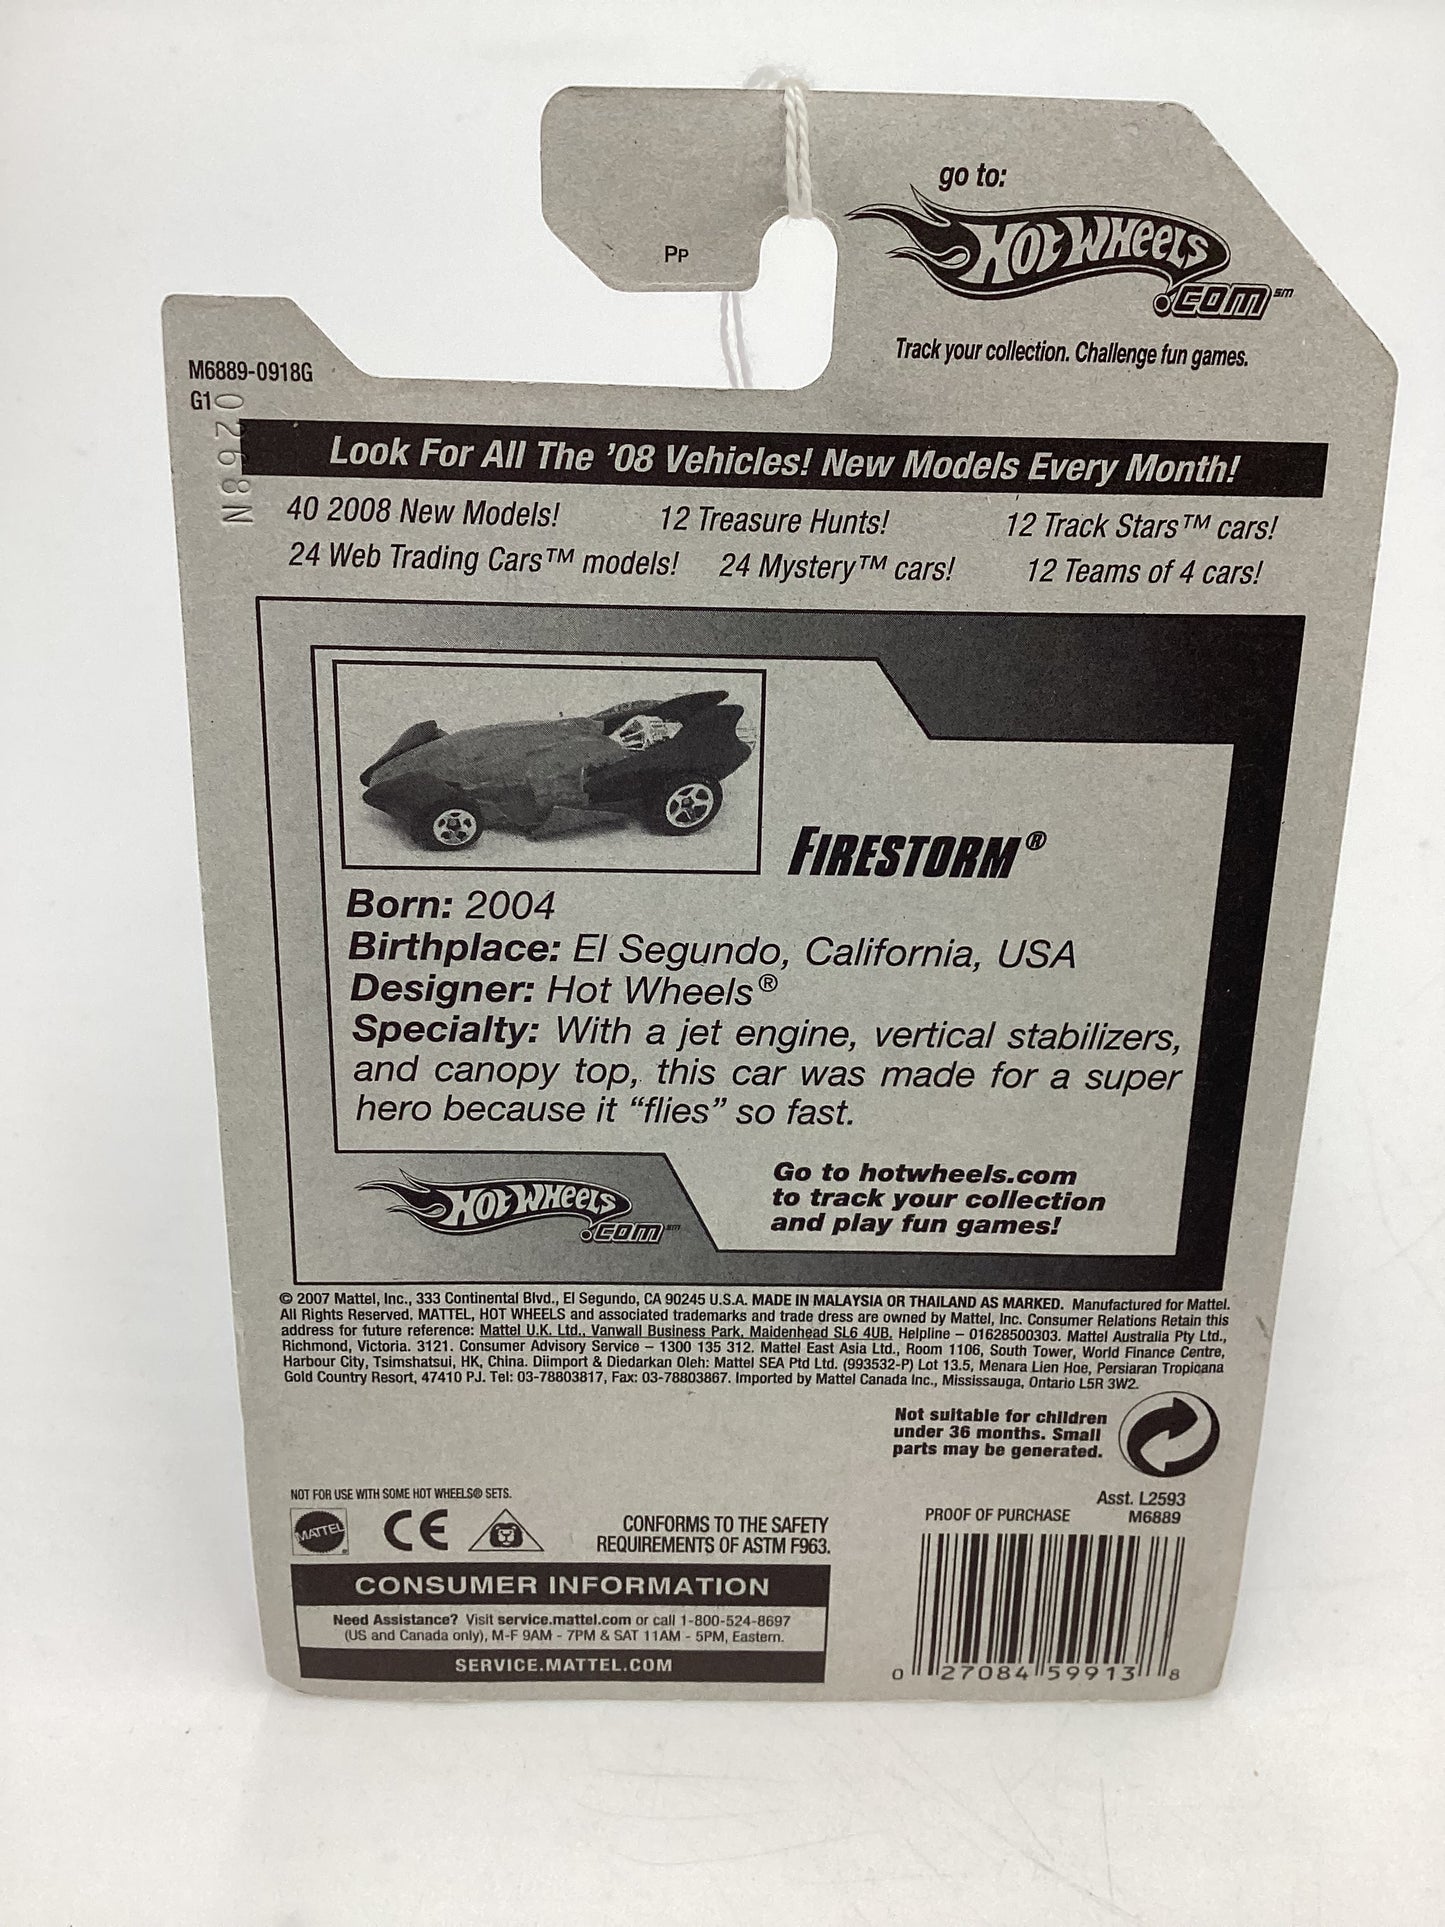 Pp
go to:
HOT WHEELS
.COM℠
Track your collection. Challenge fun games.
M6889-0918G
G1
0268N
Look For All The '08 Vehicles! New Models Every Month!
40 2008 New Models! 12 Treasure Hunts! 12 Track Stars™ cars!
24 Web Trading Cars™ models! 24 Mystery™ cars! 12 Teams of 4 cars!
FIRESTORM®
Born: 2004
Birthplace: El Segundo, California, USA
Designer: Hot Wheels®
Specialty: With a jet engine, vertical stabilizers,
and canopy top, this car was made for a super
hero because it “flies” so fast.
HOT WHEELS
.COM℠
Go to hotwheels.com
to track your collection
and play fun games!
© 2007 Mattel, Inc., 333 Continental Blvd., El Segundo, CA 90245 U.S.A. MADE IN MALAYSIA OR THAILAND AS MARKED. Manufactured for Mattel.
All Rights Reserved. MATTEL, HOT WHEELS and associated trademarks and trade dress are owned by Mattel, Inc. Consumer Relations Retain this
address for future reference: Mattel U.K. Ltd., Vanwall Business Park, Maidenhead SL6 4UB. Helpline – 01628500303. Mattel Australia Pty Ltd.,
Richmond, Victoria. 3121. Consumer Advisory Service – 1300 135 312. Mattel East Asia Ltd., Room 1106, South Tower, World Finance Centre,
Harbour City, Tsimshatsui, HK, China. Diimport & Diedarkan Oleh: Mattel SEA Ptd Ltd. (993532-P) Lot 13.5, Menara Lien Hoe, Persiaran Tropicana
Gold Country Resort, 47410 PJ. Tel: 03-78803817, Fax: 03-78803867. Imported by Mattel Canada Inc., Mississauga, Ontario L5R 3W2.
Not suitable for children
under 36 months. Small
parts may be generated.
NOT FOR USE WITH SOME HOT WHEELS® SETS.
MATTEL
CE
CONFORMS TO THE SAFETY
REQUIREMENTS OF ASTM F963.
Asst. L2593
PROOF OF PURCHASE M6889
CONSUMER INFORMATION
Need Assistance? Visit service.mattel.com or call 1-800-524-8697
(US and Canada only), M-F 9AM - 7PM & SAT 11AM - 5PM, Eastern.
SERVICE.MATTEL.COM
0 27084 59913 8